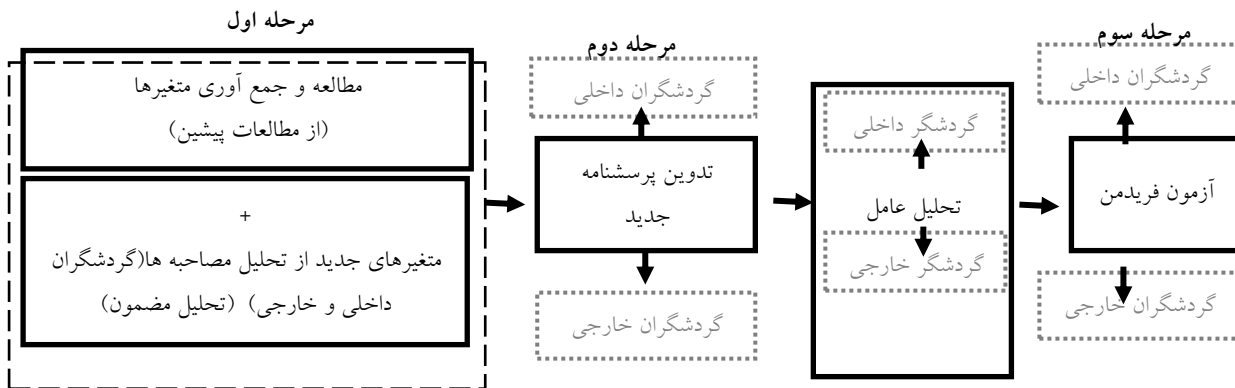 مرحله اول
مطالعه و جمع آوری متغیرها
(از مطالعات پیشین)
+
متغیرهای جدید از تحلیل مصاحبه ها(گردشگران
داخلی و خارجی) (تحلیل مضمون)
مرحله دوم
گردشگران داخلی
تدوین پرسشنامه
جدید
گردشگران خارجی
گردشگر داخلی
تحلیل عامل
گردشگر خارجی
مرحله سوم
گردشگران داخلی
آزمون فریدمن
گردشگران خارجی